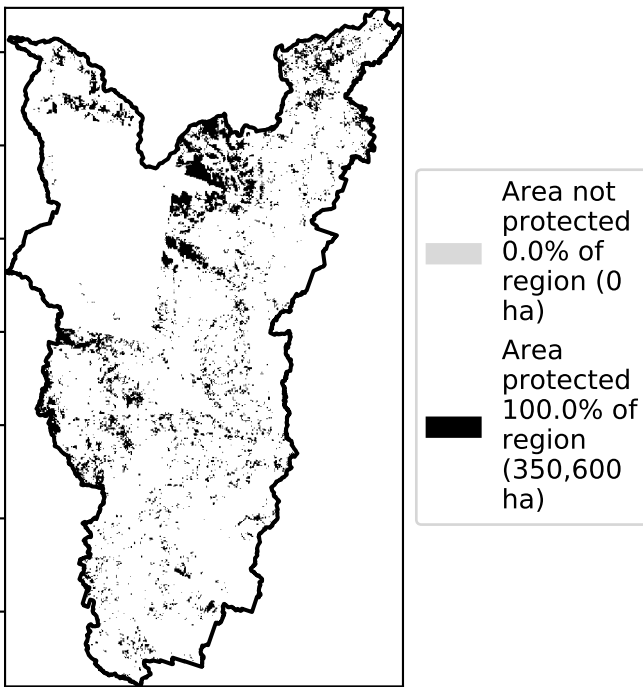 Area not
protected
0.0% of
region (0
ha)
Area
protected
100.0% of
region
(350,600
ha)